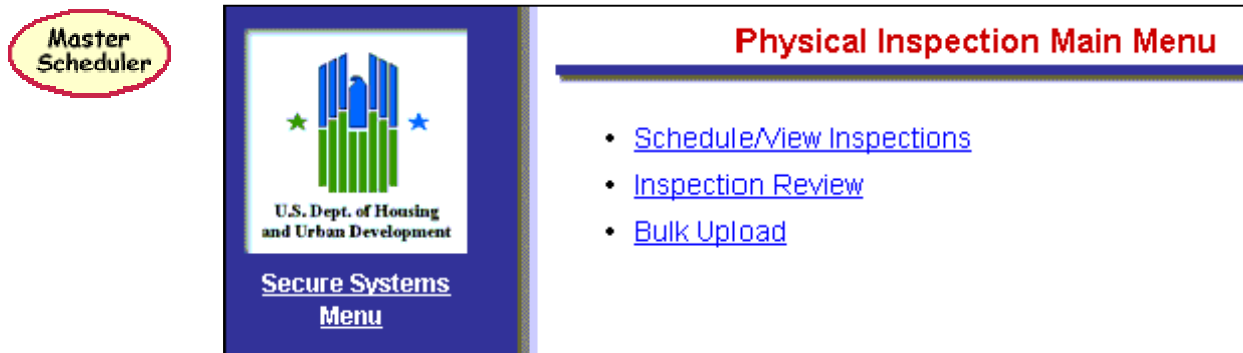 Master
Scheduler
Physical Inspection Main Menu
U.S. Dept. of Housing
and Urban Development
Secure Systems
Menu
• Schedule/View Inspections
• Inspection Review
• Bulk Upload